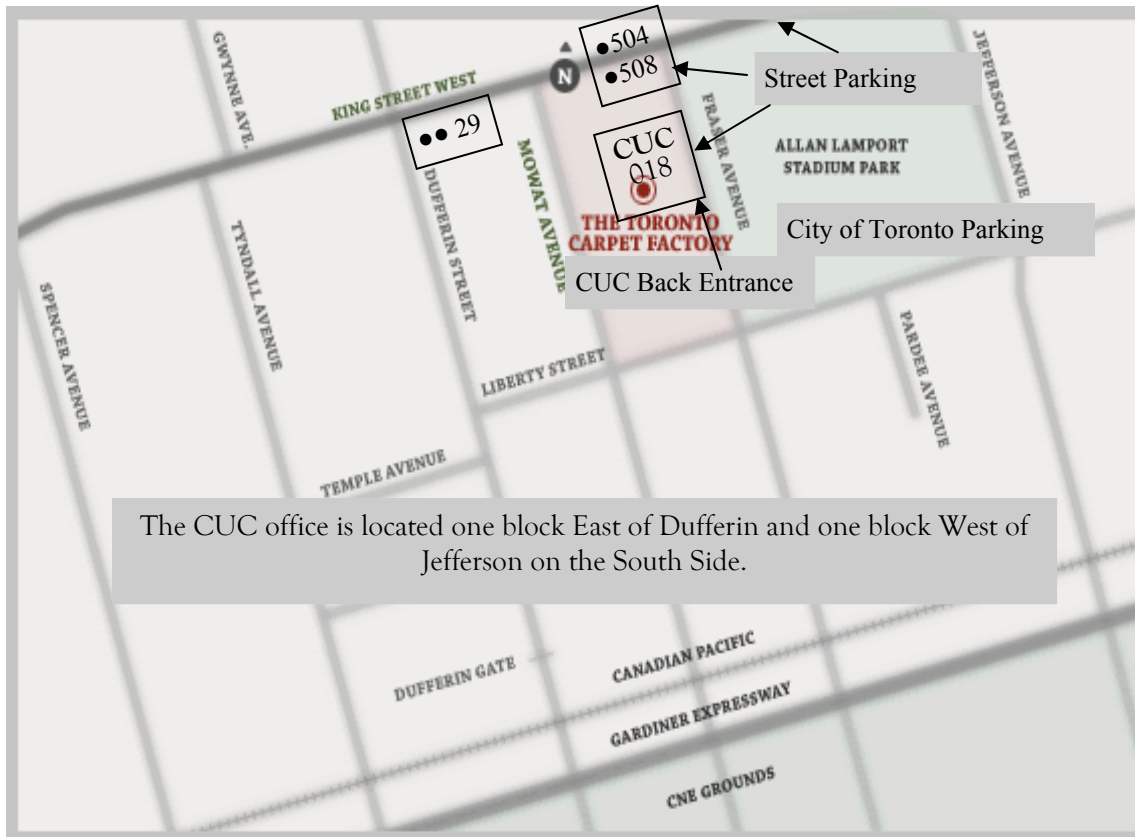 GWYNNE AVE.
KING STREET WEST
●● 29
N
●504
●508
Street Parking
JEFFERSON AVENUE
FRASER AVENUE
MOWAT AVENUE
CUC
018
ALLAN LAMPORT
STADIUM PARK
THE TORONTO
CARPET FACTORY
City of Toronto Parking
CUC Back Entrance
DUFFERIN STREET
TYNDALL AVENUE
SPENCER AVENUE
LIBERTY STREET
PARDEE AVENUE
TEMPLE AVENUE
The CUC office is located one block East of Dufferin and one block West of
Jefferson on the South Side.
DUFFERIN GATE
CANADIAN PACIFIC
GARDINER EXPRESSWAY
CNE GROUNDS